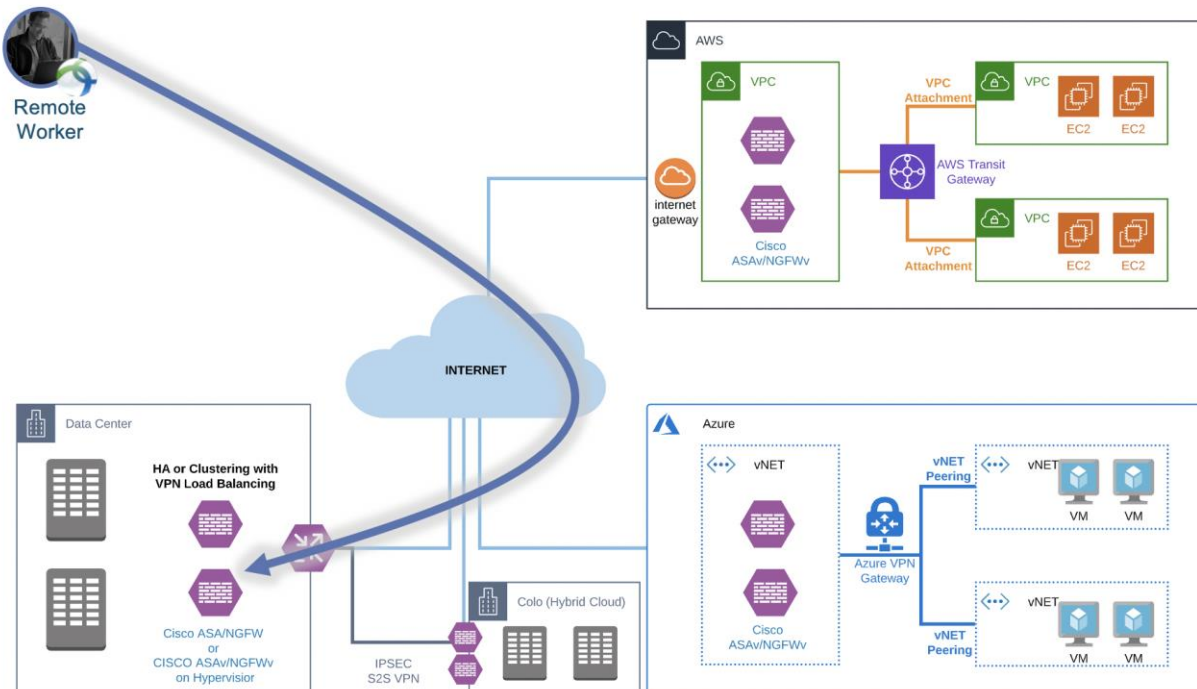 Remote
Worker
AWS
VPC
internet
gateway
Cisco
ASAv/NGFWv
VPC
Attachment
AWS Transit
Gateway
VPC
Attachment
VPC
EC2
EC2
VPC
EC2
EC2
INTERNET
Data Center
HA or Clustering with
VPN Load Balancing
Cisco ASA/NGFW
or
CISCO ASAv/NGFWv
on Hypervisior
IPSEC
S2S VPN
Colo (Hybrid Cloud)
Azure
vNET
Cisco
ASAv/NGFWv
Azure VPN
Gateway
vNET
Peering
vNET
Peering
vNET
VM
VM
vNET
VM
VM